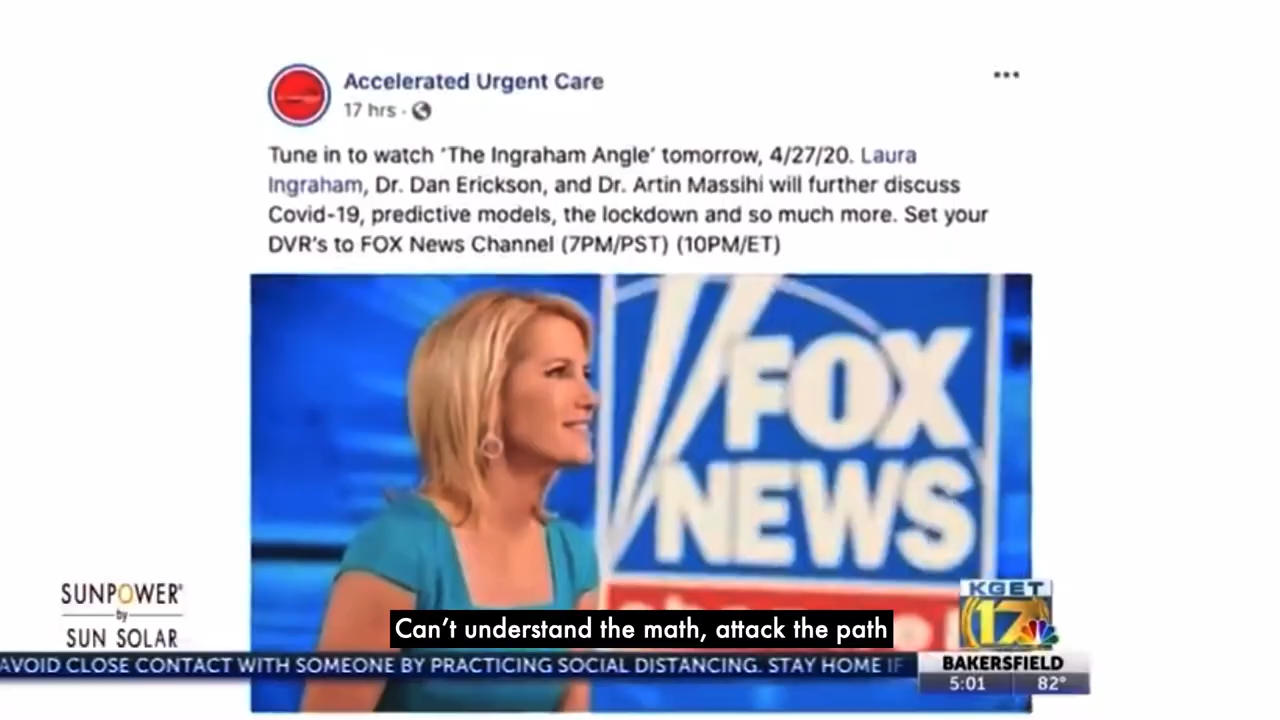 Accelerated Urgent Care
17 hrs ·
Tune in to watch 'The Ingraham Angle' tomorrow, 4/27/20. Laura
Ingraham, Dr. Dan Erickson, and Dr. Artin Massihi will further discuss
Covid-19, predictive models, the lockdown and so much more. Set your
DVR's to FOX News Channel (7PM/PST) (10PM/ET)
FOX
NEWS
SUNPOWER®
by
SUN SOLAR
Can't understand the math, attack the path
KGET
17
AVOID CLOSE CONTACT WITH SOMEONE BY PRACTICING SOCIAL DISTANCING. STAY HOME IF
BAKERSFIELD
5:01 82°